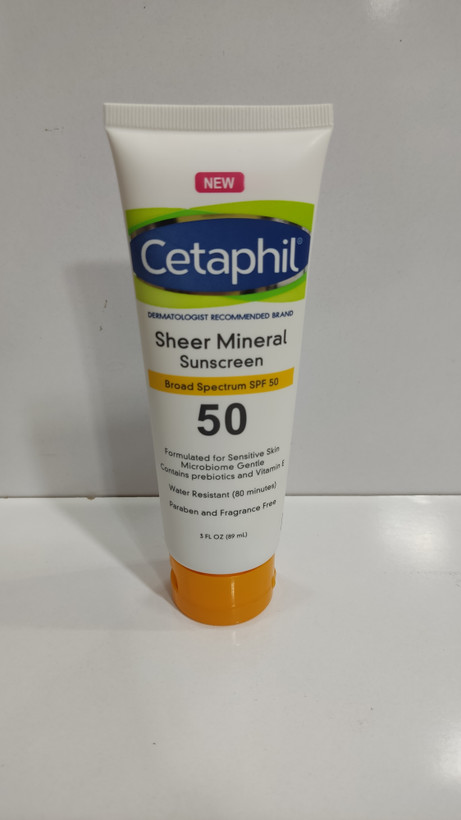 NEW
Cetaphil®
DERMATOLOGIST RECOMMENDED BRAND
Sheer Mineral
Sunscreen
Broad Spectrum SPF 50
50
Formulated for Sensitive Skin
Microbiome Gentle
Contains prebiotics and Vitamin E
Water Resistant (80 minutes)
Paraben and Fragrance Free
3 FL OZ (89 mL)